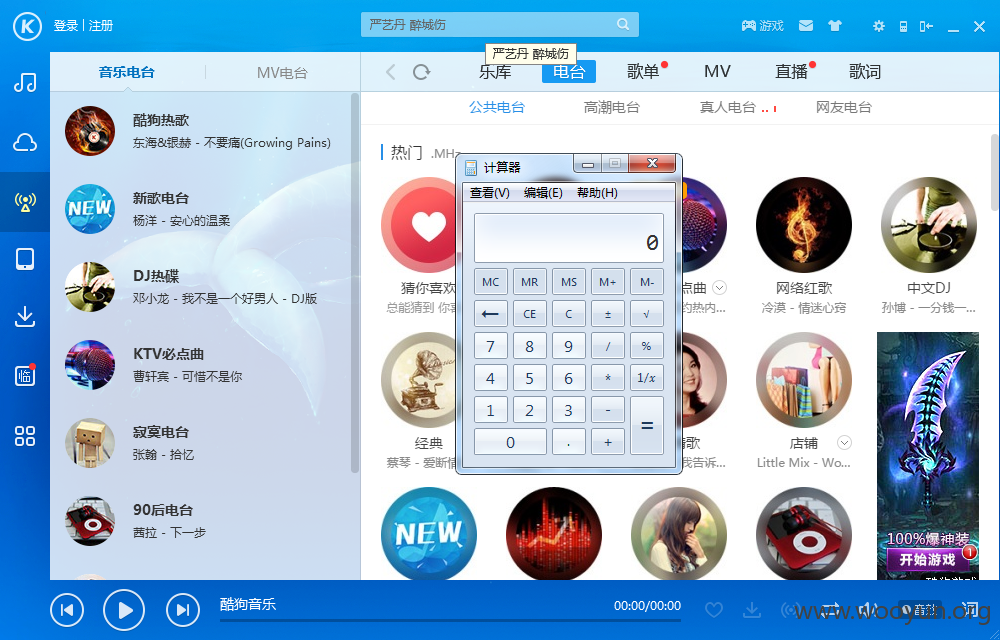 K
登录 | 注册
严艺丹 醉城伤
游戏
严艺丹 醉城伤
音乐电台
MV电台
乐库
电台
歌单
MV
直播
歌词
公共电台
高潮电台
真人电台
网友电台
酷狗热歌
东海&银赫 - 不要痛(Growing Pains)
NEW
新歌电台
杨洋 - 安心的温柔
DJ热碟
邓小龙 - 我不是一个好男人 - DJ版
KTV必点曲
曹轩宾 - 可惜不是你
寂寞电台
张翰 - 拾忆
90后电台
茜拉 - 下一步
临
热门 .MHz
猜你喜欢
总能猜到 你喜
点曲
约热内...
网络红歌
冷漠 - 情迷心窍
中文DJ
孙博 - 一分钱一...
经典
蔡琴 - 爱断情
情歌
我告诉...
店铺
Little Mix - Wo...
NEW
100%爆神装
开始游戏
1
计算器
查看(V)
编辑(E)
帮助(H)
0
MC MR MS M+ M-
← CE C ± √
7 8 9 / %
4 5 6 * 1/x
1 2 3 - =
0 . +
酷狗音乐
00:00/00:00
音效
词
www.wooyun.org